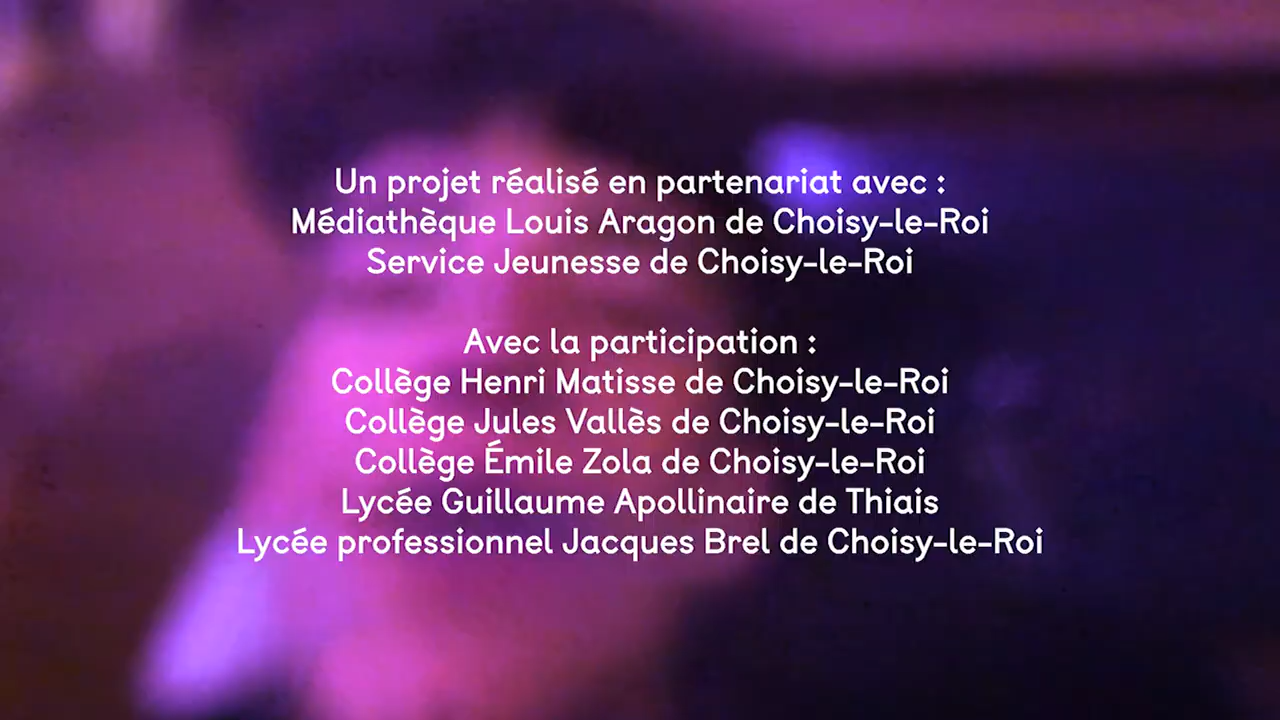 Un projet réalisé en partenariat avec :
Médiathèque Louis Aragon de Choisy-le-Roi
Service Jeunesse de Choisy-le-Roi
Avec la participation :
Collège Henri Matisse de Choisy-le-Roi
Collège Jules Vallès de Choisy-le-Roi
Collège Émile Zola de Choisy-le-Roi
Lycée Guillaume Apollinaire de Thiais
Lycée professionnel Jacques Brel de Choisy-le-Roi